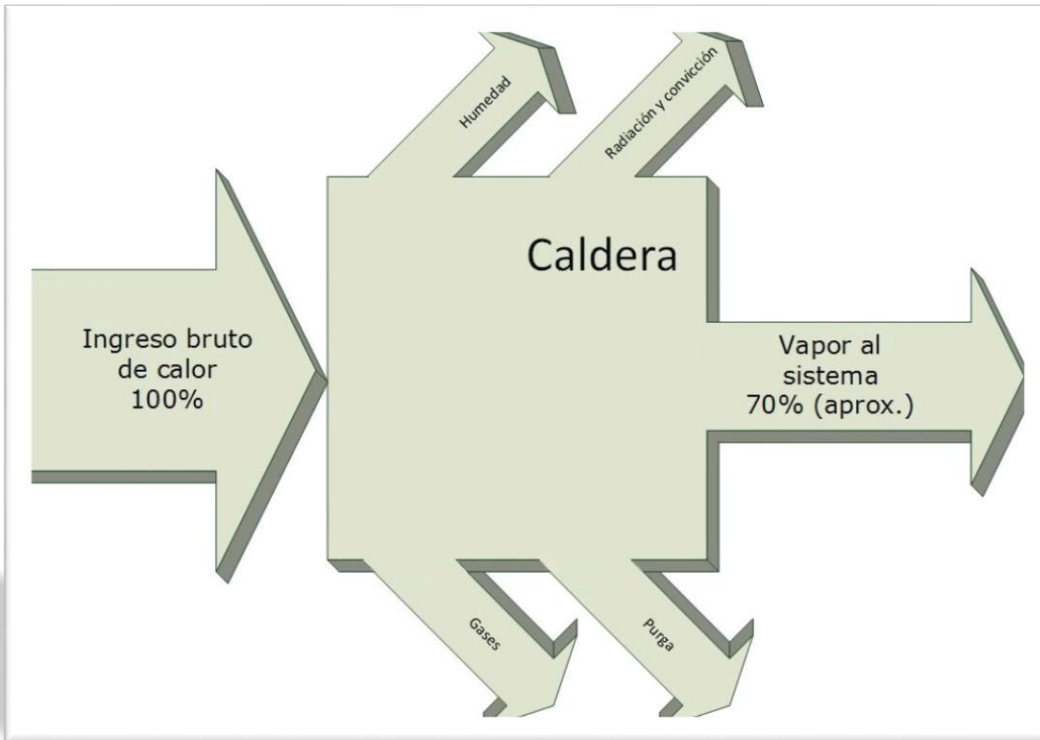 Humedad
Radiación y convicción
Caldera
Ingreso bruto
de calor
100%
Vapor al
sistema
70% (aprox.)
Gases
Purga